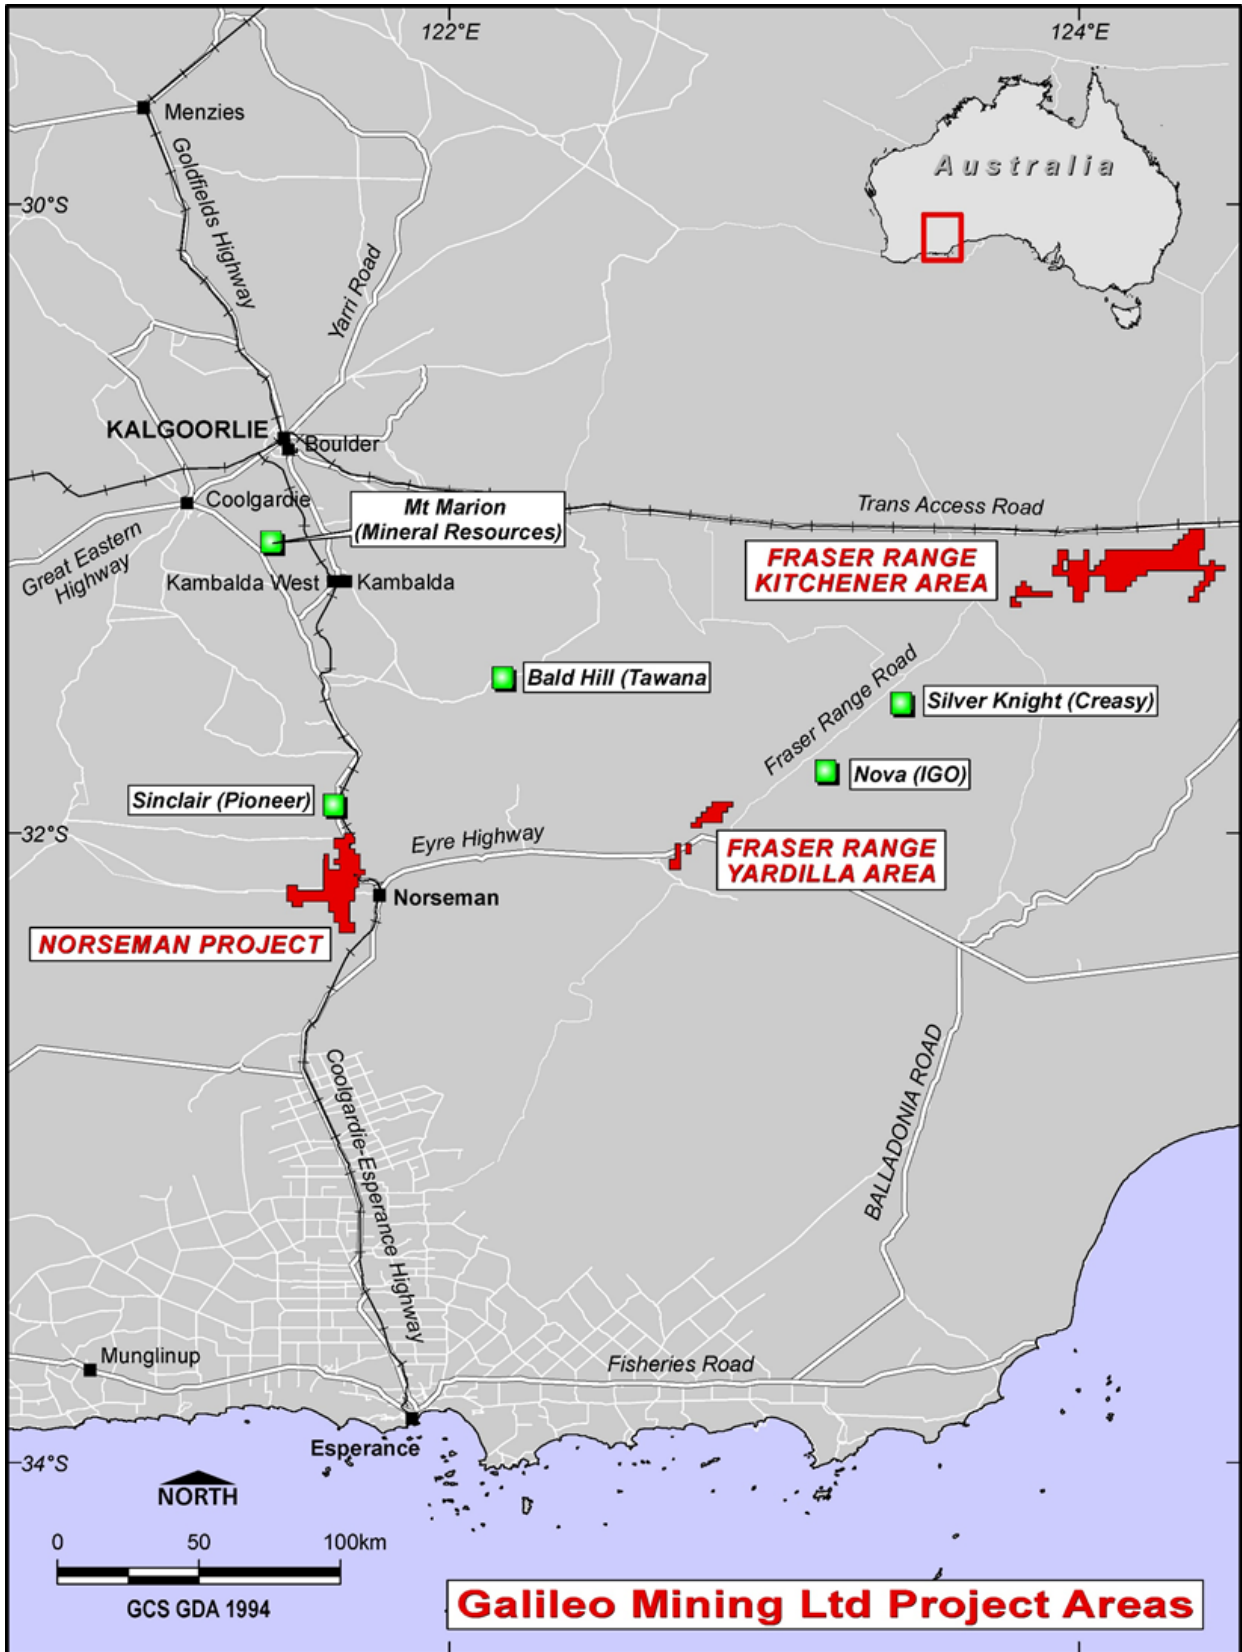 122°E
124°E
Menzies
Goldfields Highway
Australia
30°S
Yarri Road
KALGOORLIE
Boulder
Coolgardie
Mt Marion
(Mineral Resources)
Trans Access Road
Great Eastern
Highway
FRASER RANGE
KITCHENER AREA
Kambalda West
Kambalda
Bald Hill (Tawana
Fraser Range Road
Silver Knight (Creasy)
Nova (IGO)
Sinclair (Pioneer)
32°S
Eyre Highway
FRASER RANGE
YARDILLA AREA
Norseman
NORSEMAN PROJECT
Coolgardie-Esperance Highway
BALLADONIA ROAD
Munglinup
Fisheries Road
Esperance
34°S
NORTH
0 50 100km
GCS GDA 1994
Galileo Mining Ltd Project Areas